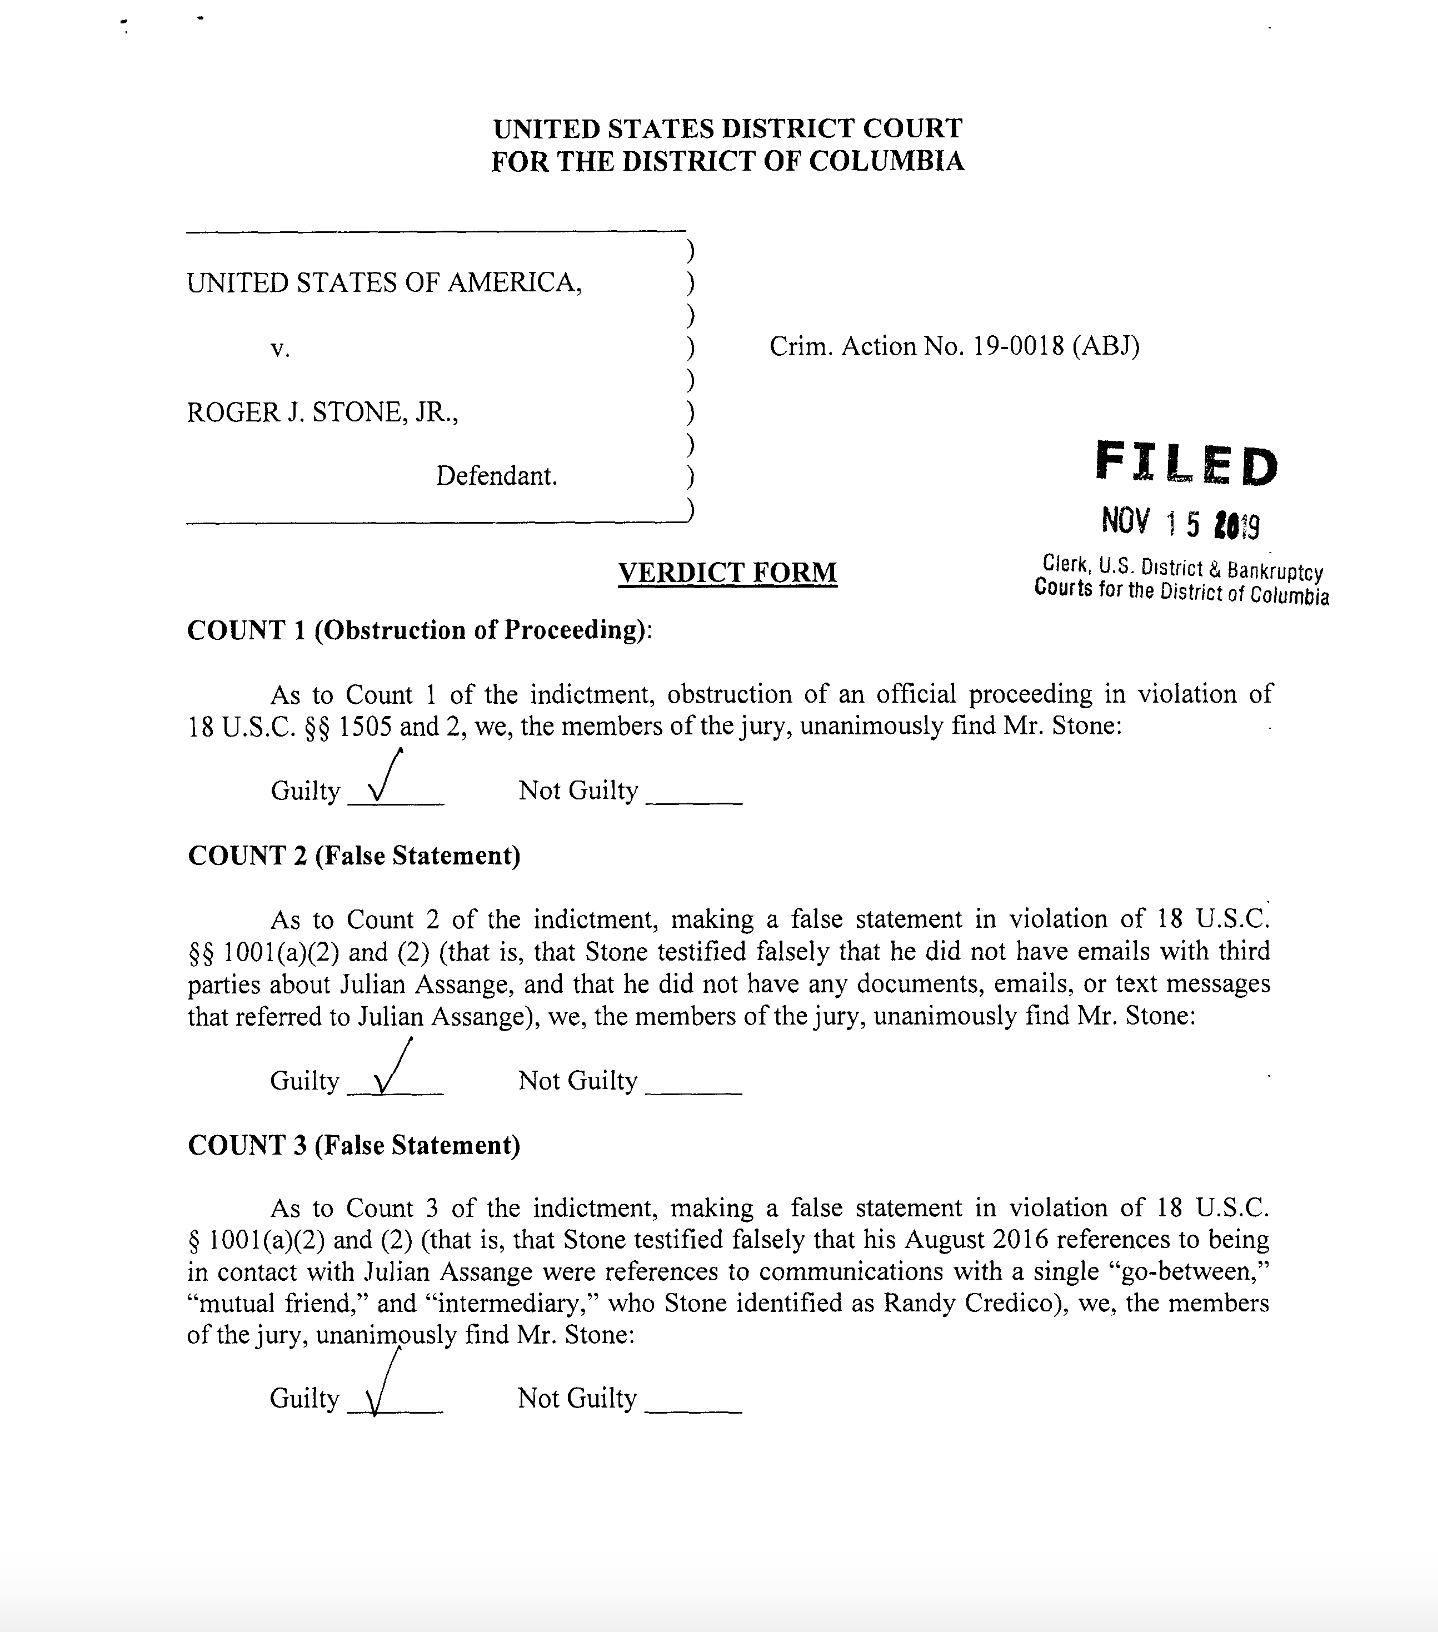 UNITED STATES DISTRICT COURT
FOR THE DISTRICT OF COLUMBIA
)
UNITED STATES OF AMERICA, )
)
v. ) Crim. Action No. 19-0018 (ABJ)
)
ROGER J. STONE, JR., )
)
Defendant. )
)
FILED
NOV 15 2019
Clerk, U.S. District & Bankruptcy
Courts for the District of Columbia
VERDICT FORM
COUNT 1 (Obstruction of Proceeding):
As to Count 1 of the indictment, obstruction of an official proceeding in violation of
18 U.S.C. §§ 1505 and 2, we, the members of the jury, unanimously find Mr. Stone:
Guilty __✓__ Not Guilty ______
COUNT 2 (False Statement)
As to Count 2 of the indictment, making a false statement in violation of 18 U.S.C.
§§ 1001(a)(2) and (2) (that is, that Stone testified falsely that he did not have emails with third
parties about Julian Assange, and that he did not have any documents, emails, or text messages
that referred to Julian Assange), we, the members of the jury, unanimously find Mr. Stone:
Guilty __✓__ Not Guilty ______
COUNT 3 (False Statement)
As to Count 3 of the indictment, making a false statement in violation of 18 U.S.C.
§ 1001(a)(2) and (2) (that is, that Stone testified falsely that his August 2016 references to being
in contact with Julian Assange were references to communications with a single “go-between,”
“mutual friend,” and “intermediary,” who Stone identified as Randy Credico), we, the members
of the jury, unanimously find Mr. Stone:
Guilty __✓__ Not Guilty ______